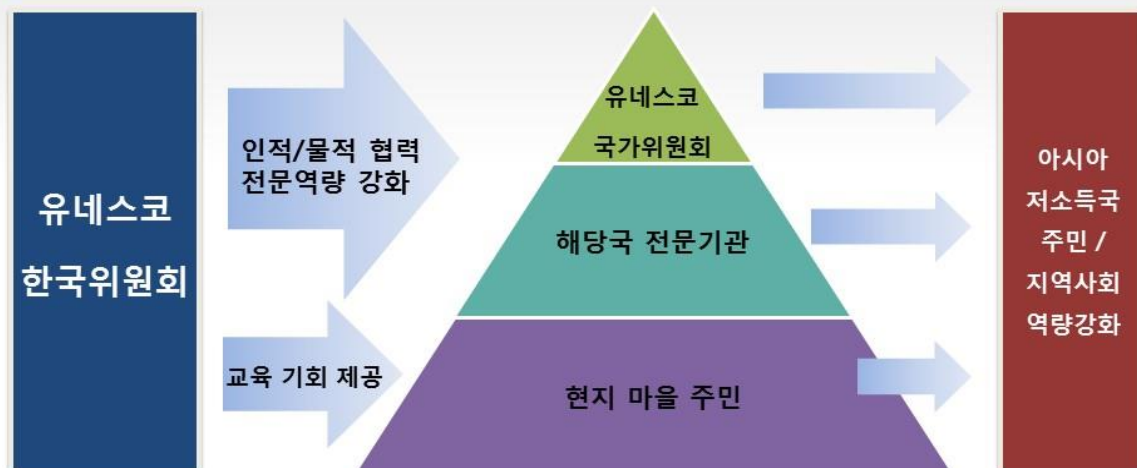 유네스코
한국위원회
인적/물적 협력
전문역량 강화
교육 기회 제공
유네스코
국가위원회
해당국 전문기관
현지 마을 주민
아시아
저소득국
주민 /
지역사회
역량강화